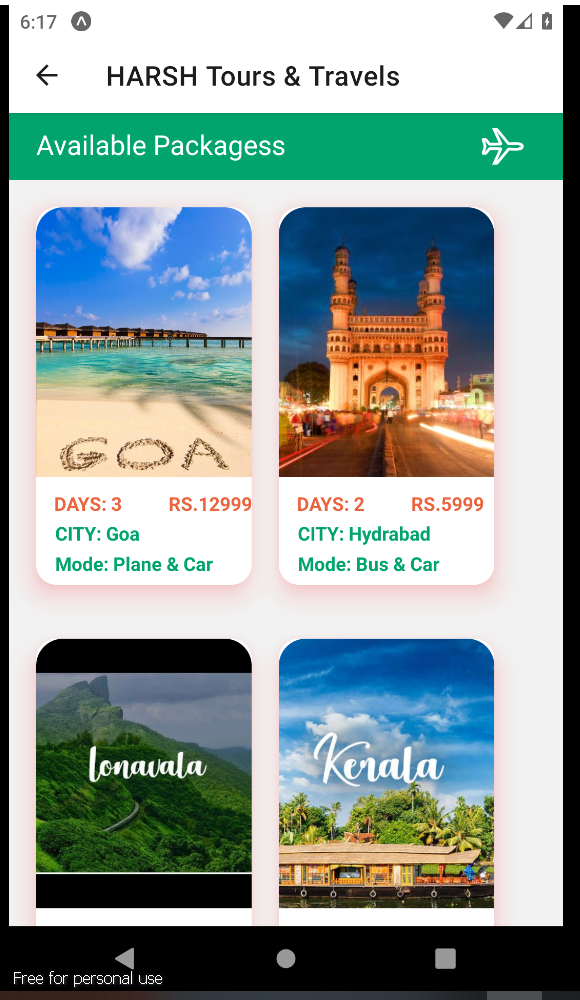 6:17
HARSH Tours & Travels
Available Packagess
GOA
DAYS: 3 RS.12999
CITY: Goa
Mode: Plane & Car
DAYS: 2 RS.5999
CITY: Hydrabad
Mode: Bus & Car
lonavala
Kerala
Free for personal use